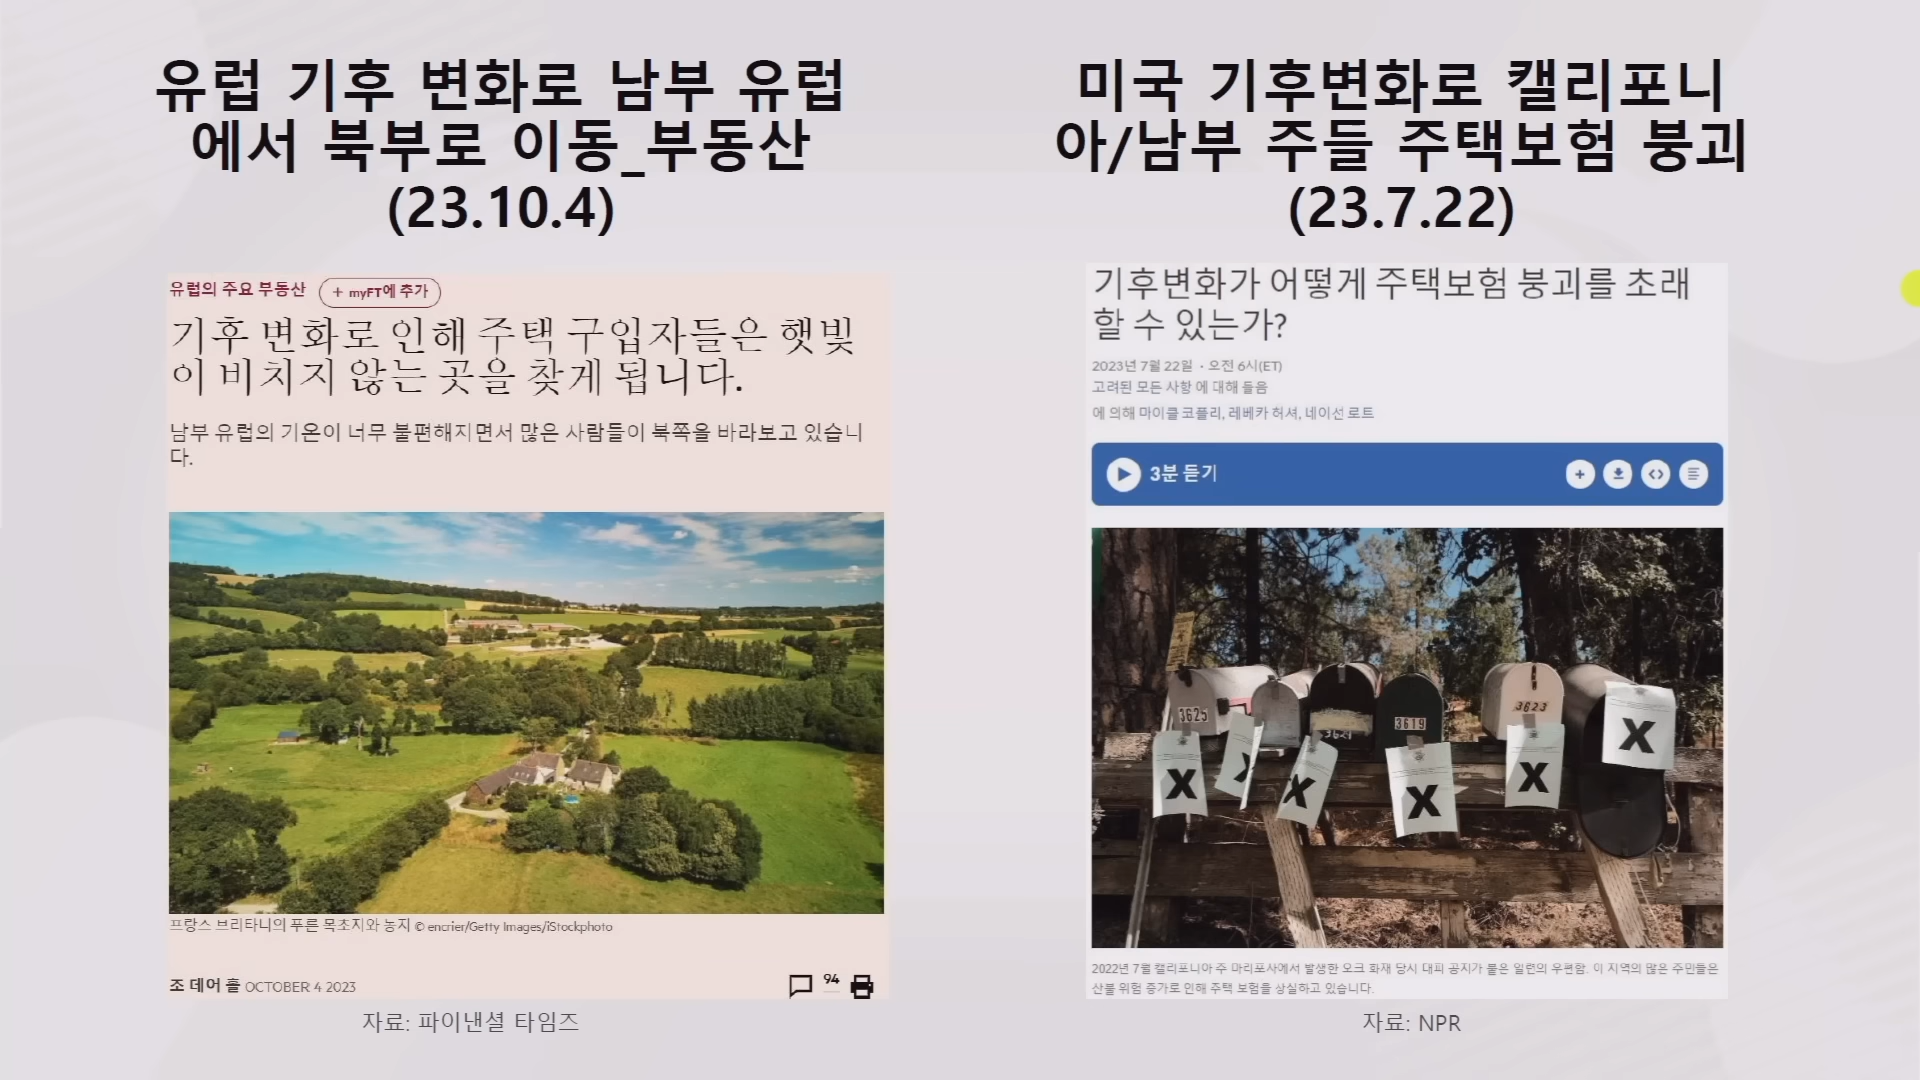 유럽 기후 변화로 남부 유럽
에서 북부로 이동_부동산
(23.10.4)
유럽의 주요 부동산
+ myFT에 추가
기후 변화로 인해 주택 구입자들은 햇빛
이 비치지 않는 곳을 찾게 됩니다.
남부 유럽의 기온이 너무 불편해지면서 많은 사람들이 북쪽을 바라보고 있습니
다.
프랑스 브리타니의 푸른 목초지와 농지 © encrier/Getty Images/iStockphoto
조 데어 홀 OCTOBER 4 2023
94
자료: 파이낸셜 타임즈
미국 기후변화로 캘리포니
아/남부 주들 주택보험 붕괴
(23.7.22)
기후변화가 어떻게 주택보험 붕괴를 초래
할 수 있는가?
2023년 7월 22일 · 오전 6시(ET)
고려된 모든 사항 에 대해 들음
에 의해 마이클 코플리, 레베카 허셔, 네이선 로트
3분 듣기
3625
3619
3623
X
X
X
X
X
X
2022년 7월 캘리포니아 주 마리포사에서 발생한 오크 화재 당시 대피 공지가 붙은 일련의 우편함. 이 지역의 많은 주민들은
산불 위험 증가로 인해 주택 보험을 상실하고 있습니다.
자료: NPR